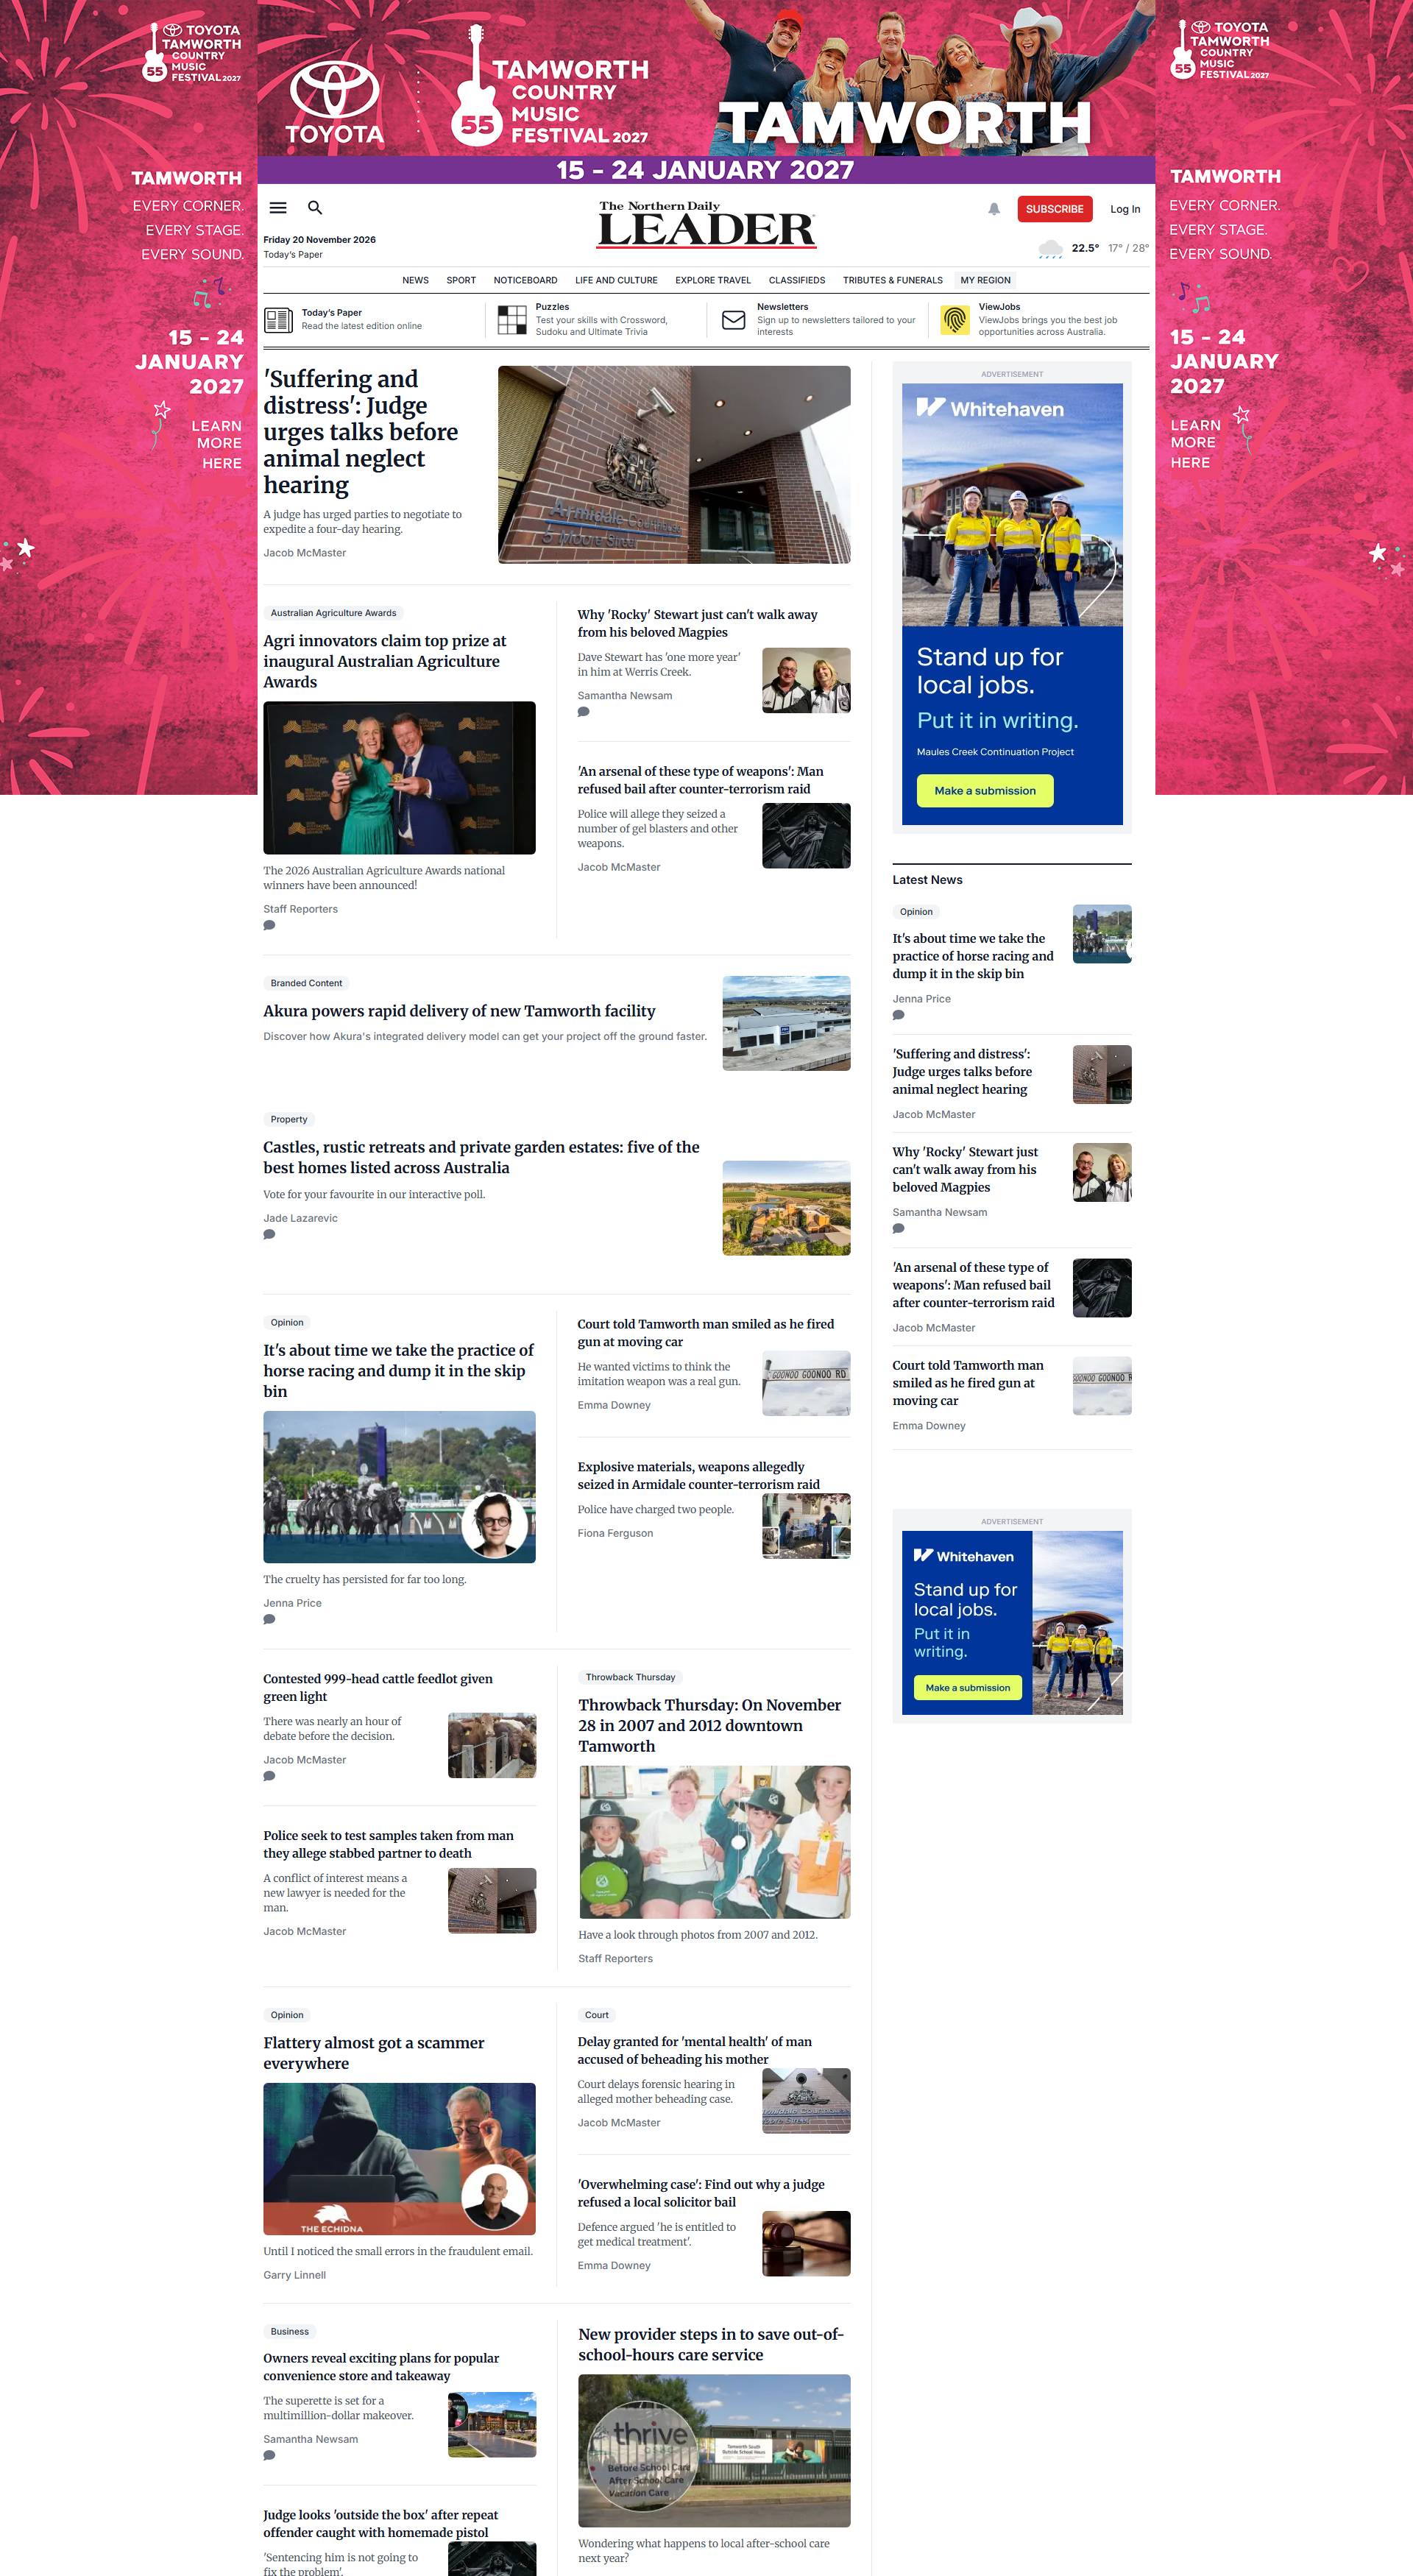 TOYOTA
TAMWORTH
COUNTRY
MUSIC
FESTIVAL 2027
55
TAMWORTH
EVERY CORNER.
EVERY STAGE.
EVERY SOUND.
15 - 24
JANUARY
2027
LEARN
MORE
HERE
TOYOTA
55
TAMWORTH
COUNTRY
MUSIC
FESTIVAL 2027
TAMWORTH
15 - 24 JANUARY 2027
TOYOTA
TAMWORTH
COUNTRY
MUSIC
FESTIVAL 2027
55
TAMWORTH
EVERY CORNER.
EVERY STAGE.
EVERY SOUND.
15 - 24
JANUARY
2027
LEARN
MORE
HERE
The Northern Daily
LEADER
SUBSCRIBE
Log In
Friday 20 November 2026
Today's Paper
22.5° 17° / 28°
NEWS SPORT NOTICEBOARD LIFE AND CULTURE EXPLORE TRAVEL CLASSIFIEDS TRIBUTES & FUNERALS MY REGION
Today's Paper
Read the latest edition online
Puzzles
Test your skills with Crossword,
Sudoku and Ultimate Trivia
Newsletters
Sign up to newsletters tailored to your
interests
ViewJobs
ViewJobs brings you the best job
opportunities across Australia.
'Suffering and
distress': Judge
urges talks before
animal neglect
hearing
A judge has urged parties to negotiate to
expedite a four-day hearing.
Jacob McMaster
Armidale Courthouse
5 Moore Street
Australian Agriculture Awards
Agri innovators claim top prize at
inaugural Australian Agriculture
Awards
The 2026 Australian Agriculture Awards national
winners have been announced!
Staff Reporters
Why 'Rocky' Stewart just can't walk away
from his beloved Magpies
Dave Stewart has 'one more year'
in him at Werris Creek.
Samantha Newsam
'An arsenal of these type of weapons': Man
refused bail after counter-terrorism raid
Police will allege they seized a
number of gel blasters and other
weapons.
Jacob McMaster
Branded Content
Akura powers rapid delivery of new Tamworth facility
Discover how Akura's integrated delivery model can get your project off the ground faster.
Property
Castles, rustic retreats and private garden estates: five of the
best homes listed across Australia
Vote for your favourite in our interactive poll.
Jade Lazarevic
Opinion
It's about time we take the practice of
horse racing and dump it in the skip
bin
The cruelty has persisted for far too long.
Jenna Price
Court told Tamworth man smiled as he fired
gun at moving car
He wanted victims to think the
imitation weapon was a real gun.
Emma Downey
GOONOO GOONOO RD
Explosive materials, weapons allegedly
seized in Armidale counter-terrorism raid
Police have charged two people.
Fiona Ferguson
Contested 999-head cattle feedlot given
green light
There was nearly an hour of
debate before the decision.
Jacob McMaster
Police seek to test samples taken from man
they allege stabbed partner to death
A conflict of interest means a
new lawyer is needed for the
man.
Jacob McMaster
Throwback Thursday
Throwback Thursday: On November
28 in 2007 and 2012 downtown
Tamworth
Have a look through photos from 2007 and 2012.
Staff Reporters
Opinion
Flattery almost got a scammer
everywhere
THE ECHIDNA
Until I noticed the small errors in the fraudulent email.
Garry Linnell
Court
Delay granted for 'mental health' of man
accused of beheading his mother
Court delays forensic hearing in
alleged mother beheading case.
Jacob McMaster
'Overwhelming case': Find out why a judge
refused a local solicitor bail
Defence argued 'he is entitled to
get medical treatment'.
Emma Downey
Business
Owners reveal exciting plans for popular
convenience store and takeaway
The superette is set for a
multimillion-dollar makeover.
Samantha Newsam
Judge looks 'outside the box' after repeat
offender caught with homemade pistol
'Sentencing him is not going to
fix the problem'.
New provider steps in to save out-of-
school-hours care service
thrive
Before School Care
After School Care
Vacation Care
Wondering what happens to local after-school care
next year?
ADVERTISEMENT
Whitehaven
Stand up for
local jobs.
Put it in writing.
Maules Creek Continuation Project
Make a submission
Latest News
Opinion
It's about time we take the
practice of horse racing and
dump it in the skip bin
Jenna Price
'Suffering and distress':
Judge urges talks before
animal neglect hearing
Jacob McMaster
Why 'Rocky' Stewart just
can't walk away from his
beloved Magpies
Samantha Newsam
'An arsenal of these type of
weapons': Man refused bail
after counter-terrorism raid
Jacob McMaster
Court told Tamworth man
smiled as he fired gun at
moving car
Emma Downey
GOONOO GOONOO R
ADVERTISEMENT
Whitehaven
Stand up for
local jobs.
Put it in
writing.
Make a submission